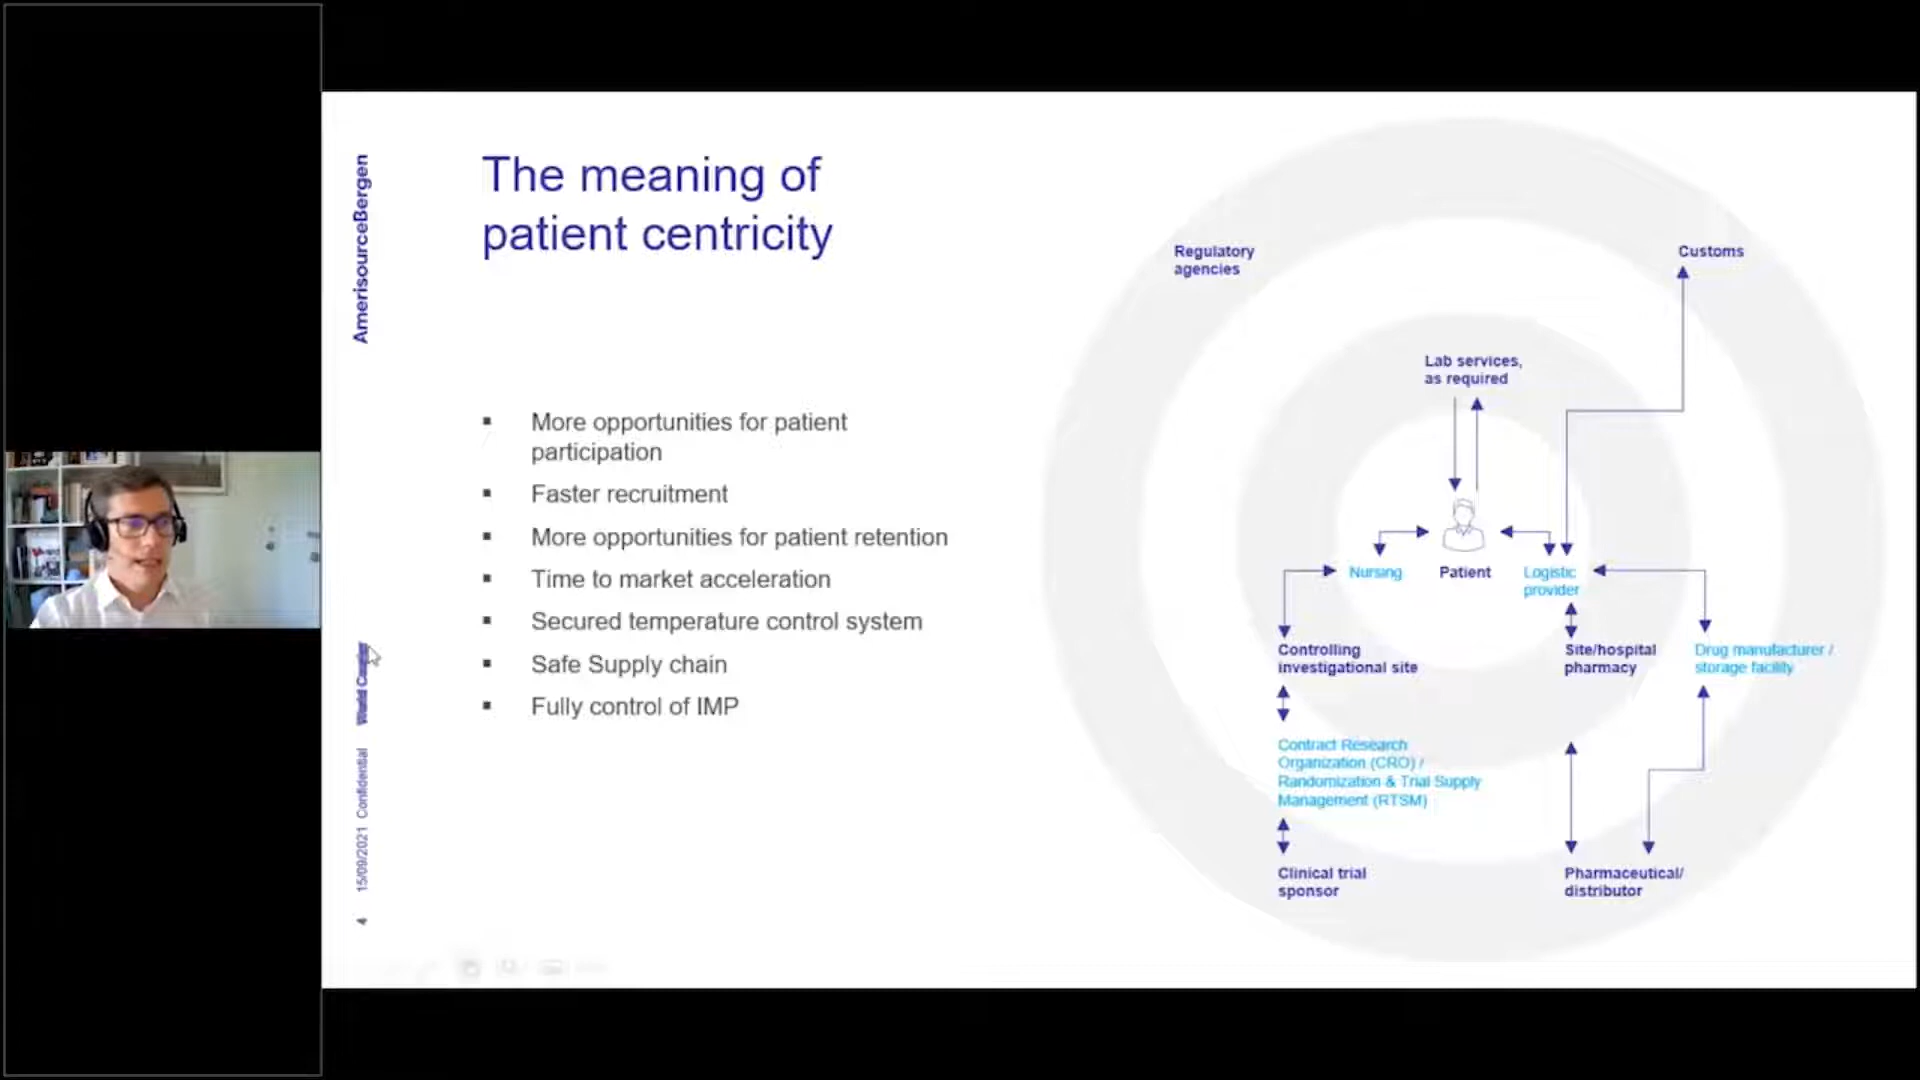 AmerisourceBergen
The meaning of
patient centricity
More opportunities for patient
participation
Faster recruitment
More opportunities for patient retention
Time to market acceleration
Secured temperature control system
Safe Supply chain
Fully control of IMP
Regulatory
agencies
Customs
Lab services,
as required
Nursing
Patient
Logistic
provider
Controlling
investigational site
Site/hospital
pharmacy
Drug manufacturer /
storage facility
Contract Research
Organization (CRO) /
Randomization & Trial Supply
Management (RTSM)
Clinical trial
sponsor
Pharmaceutical/
distributor
4 15/09/2021 Confidential World Courier